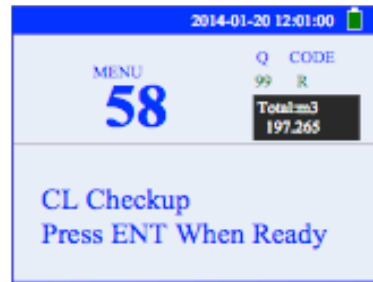 2014-01-20 12:01:00
MENU
58
Q CODE
99 R
Total:m3
197.265
CL Checkup
Press ENT When Ready